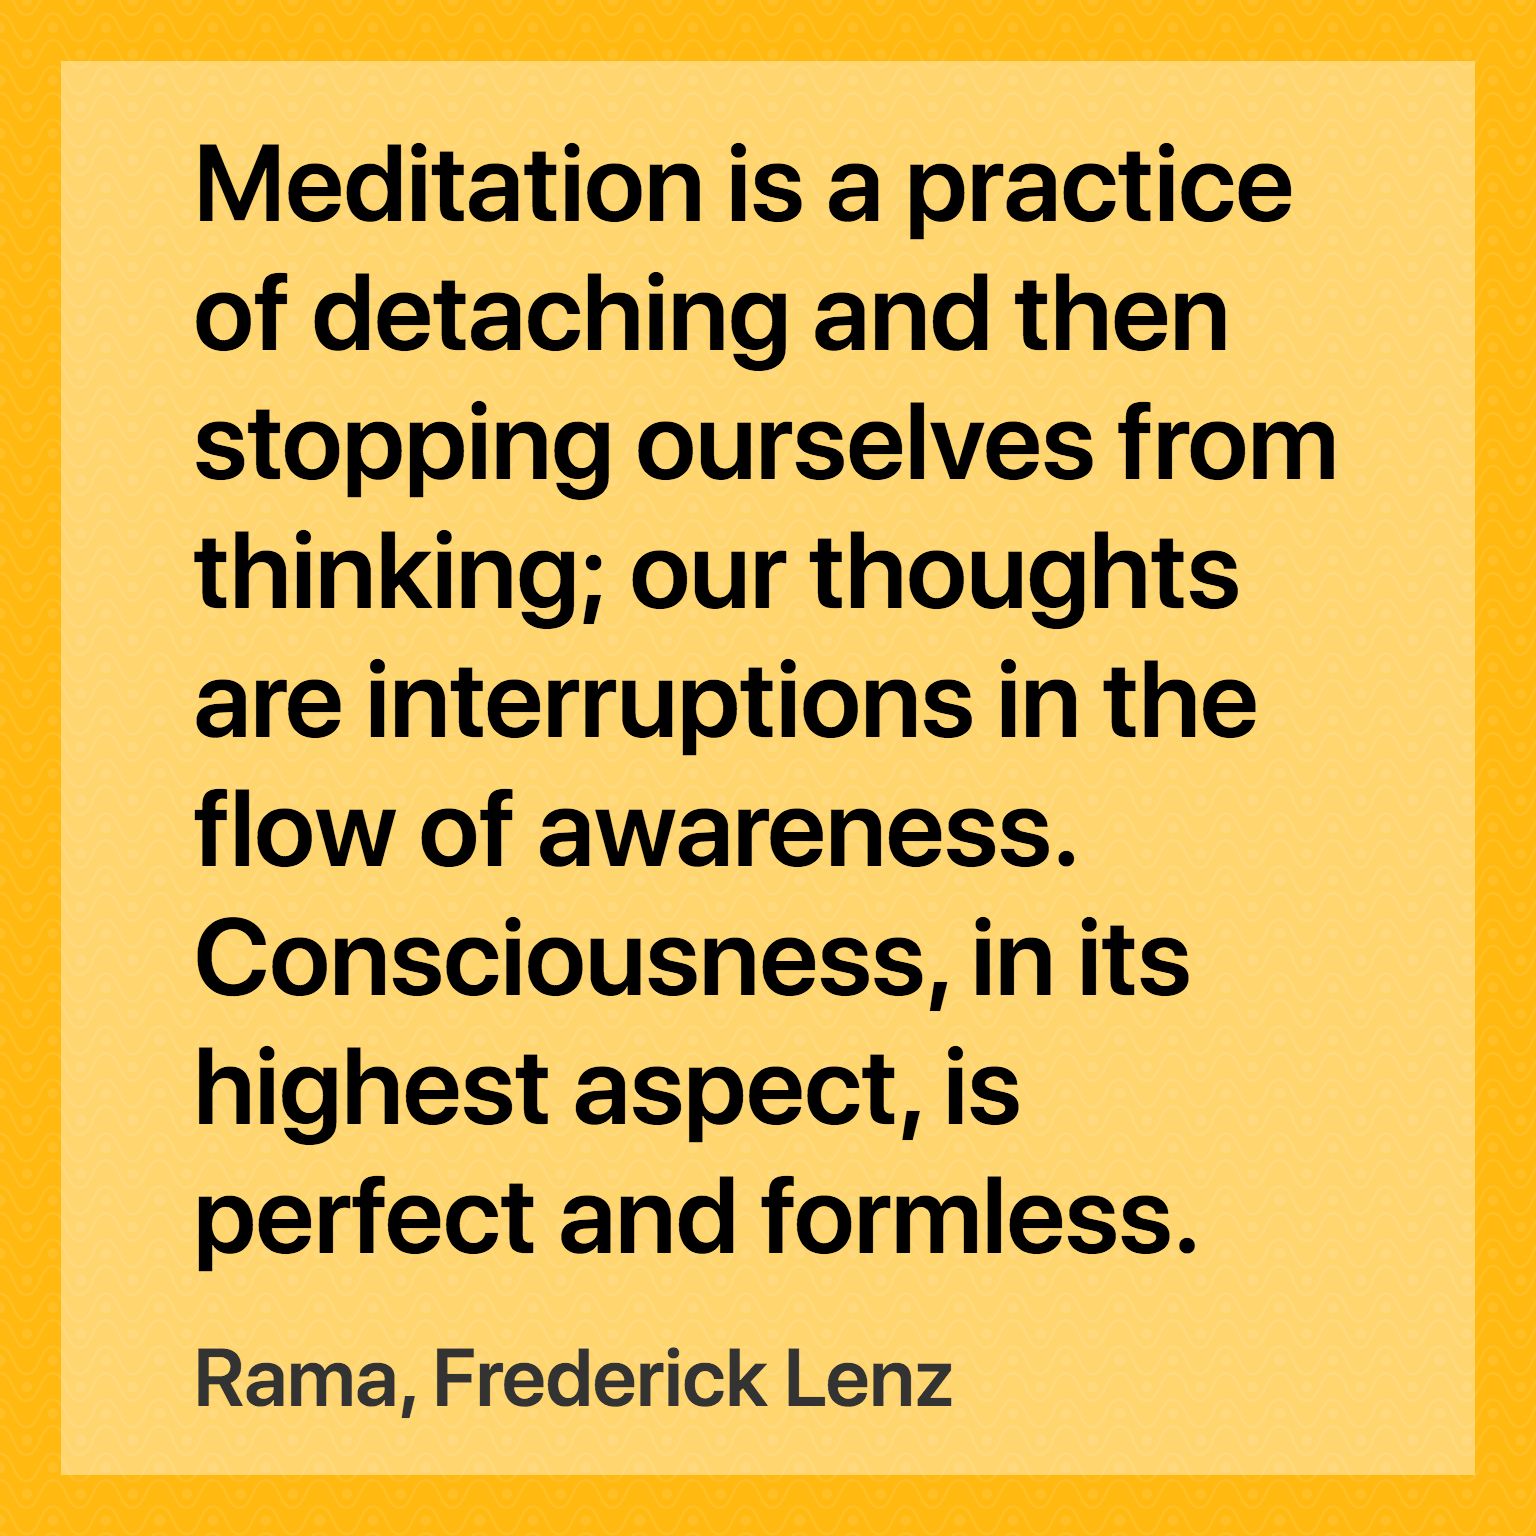 Meditation is a practice
of detaching and then
stopping ourselves from
thinking; our thoughts
are interruptions in the
flow of awareness.
Consciousness, in its
highest aspect, is
perfect and formless.
Rama, Frederick Lenz